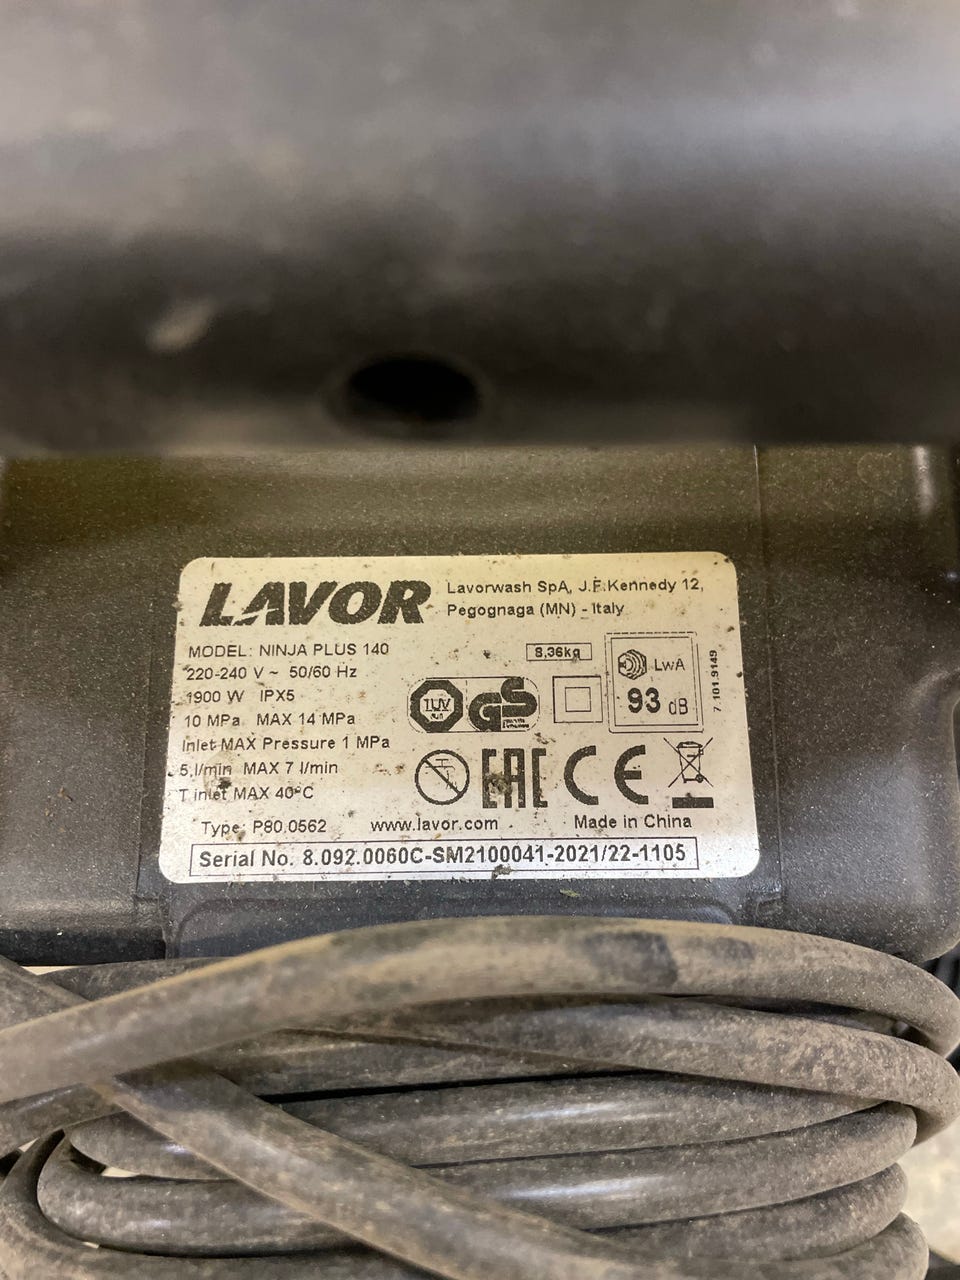 LAVOR
Lavorwash SpA, J.F.Kennedy 12,
Pegognaga (MN) - Italy
MODEL: NINJA PLUS 140
220-240 V ~ 50/60 Hz
1900 W IPX5
10 MPa MAX 14 MPa
Inlet MAX Pressure 1 MPa
5 l/min MAX 7 l/min
T inlet MAX 40°C
8,36kg
LwA
93 dB
7.101.9149
TÜV
GS
EAC
CE
Type: P80.0562 www.lavor.com Made in China
Serial No. 8.092.0060C-SM2100041-2021/22-1105